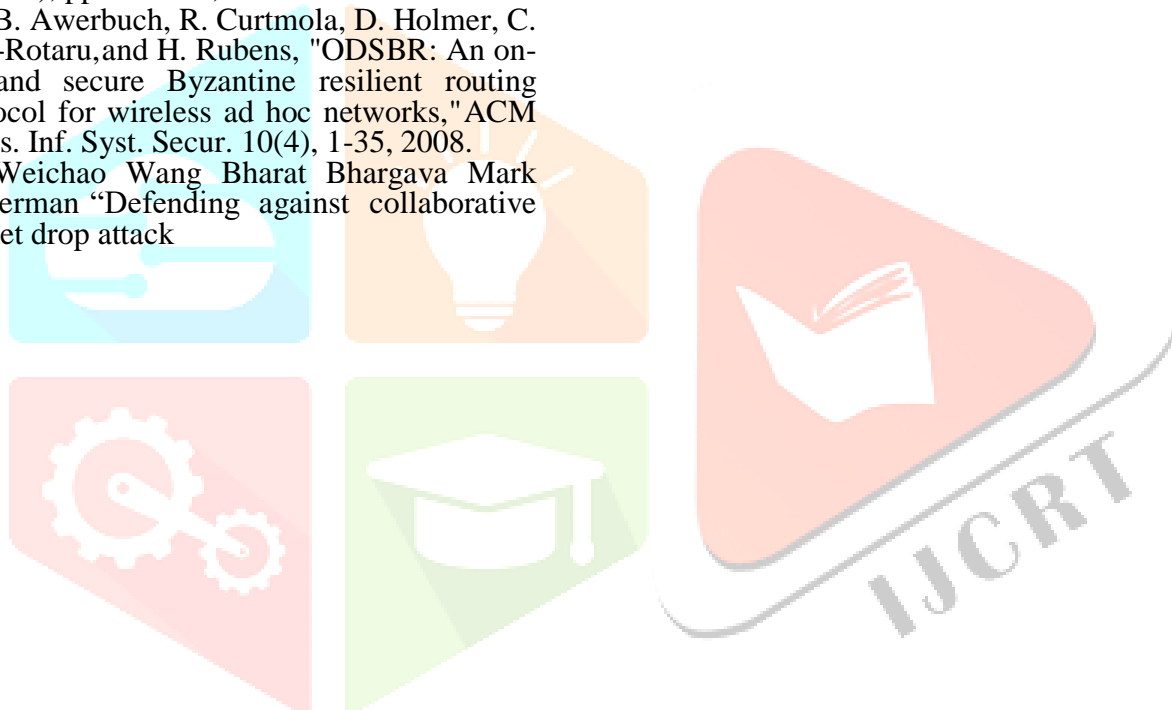 B. Awerbuch, R. Curtmola, D. Holmer, C.
-Rotaru,and H. Rubens, "ODSBR: An on-
and secure Byzantine resilient routing
ocol for wireless ad hoc networks,"ACM
s. Inf. Syst. Secur. 10(4), 1-35, 2008.
Weichao Wang Bharat Bhargava Mark
erman “Defending against collaborative
et drop attack
IJCRT